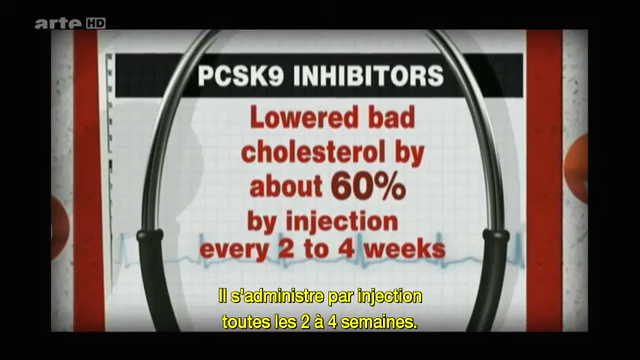 arte HD
PCSK9 INHIBITORS
Lowered bad
cholesterol by
about 60%
by injection
every 2 to 4 weeks
Il s'administre par injection
toutes les 2 à 4 semaines.